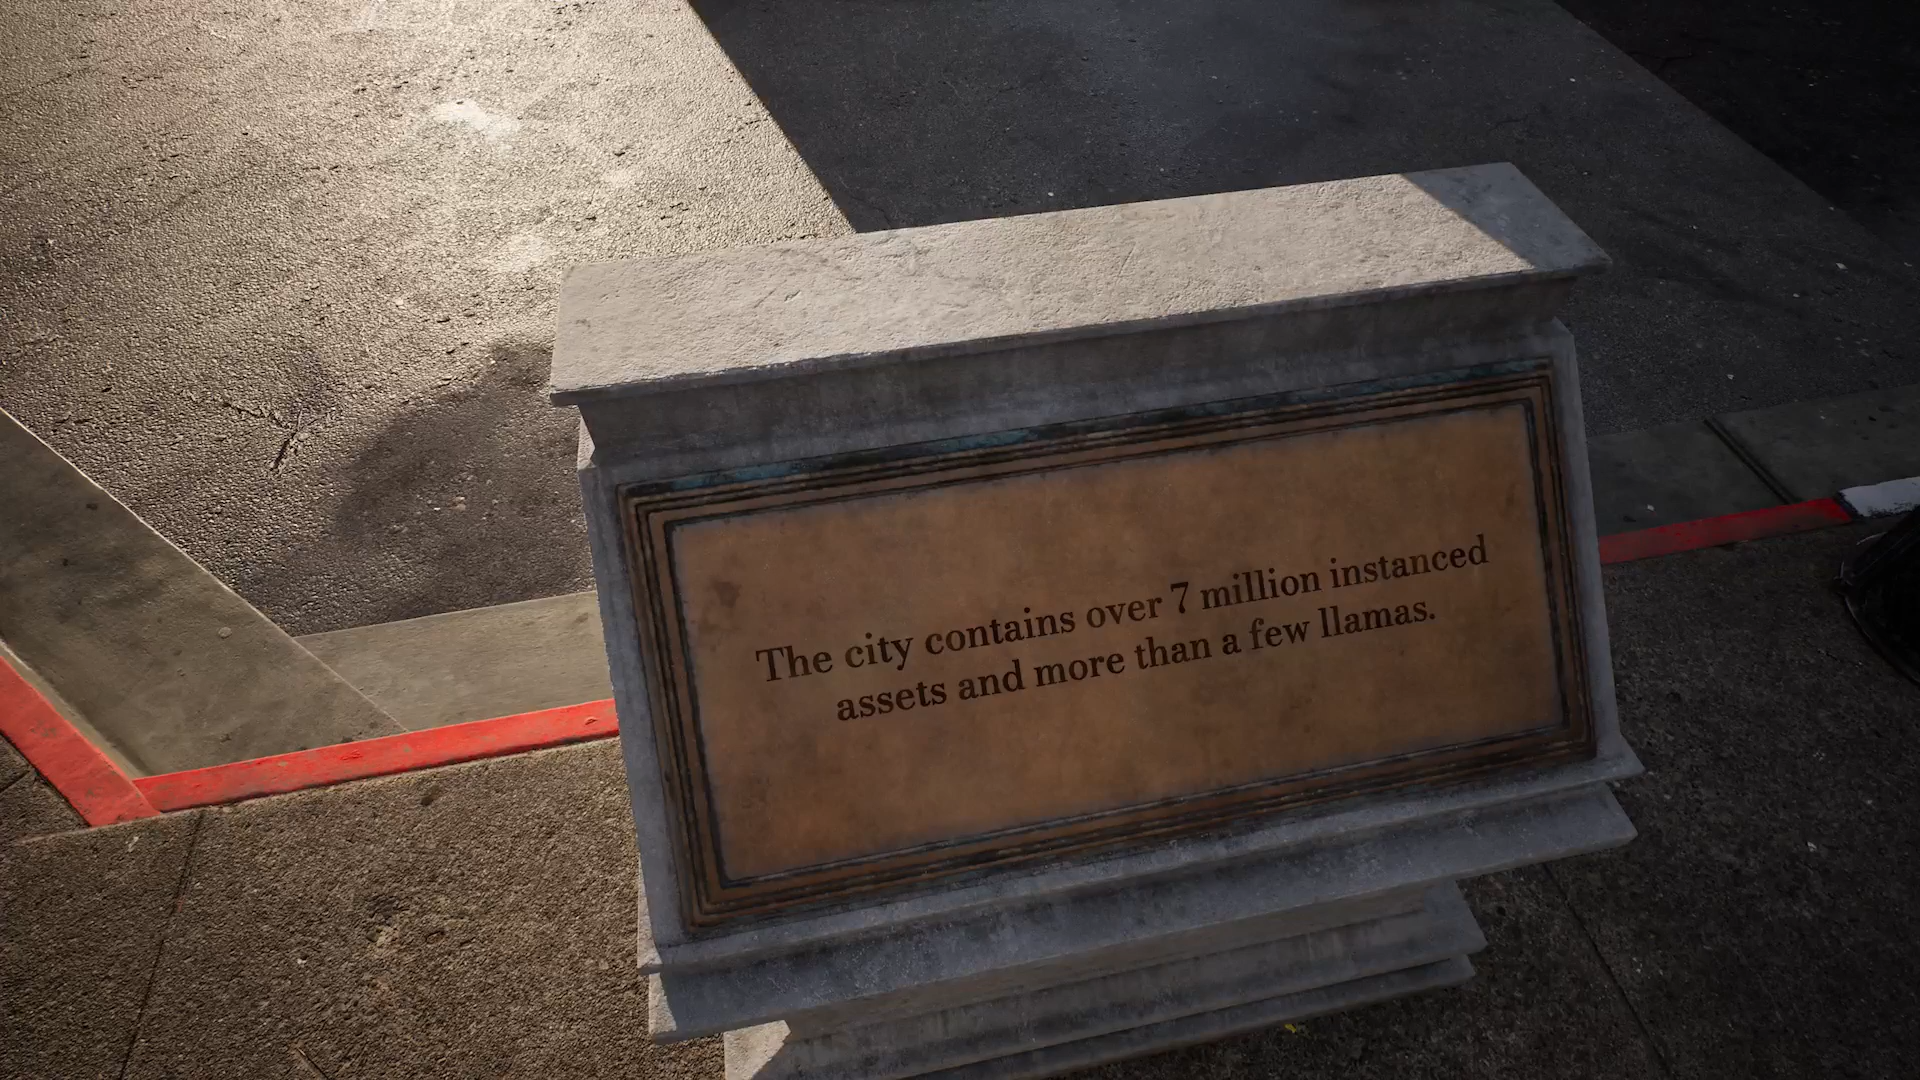 The city contains over 7 million instanced
assets and more than a few llamas.